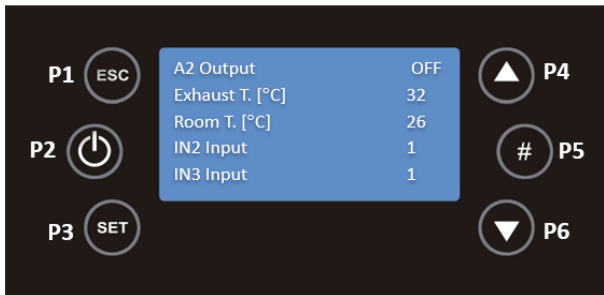 P1 ESC
P2
P3 SET
A2 Output OFF
Exhaust T. [°C] 32
Room T. [°C] 26
IN2 Input 1
IN3 Input 1
P4
# P5
P6